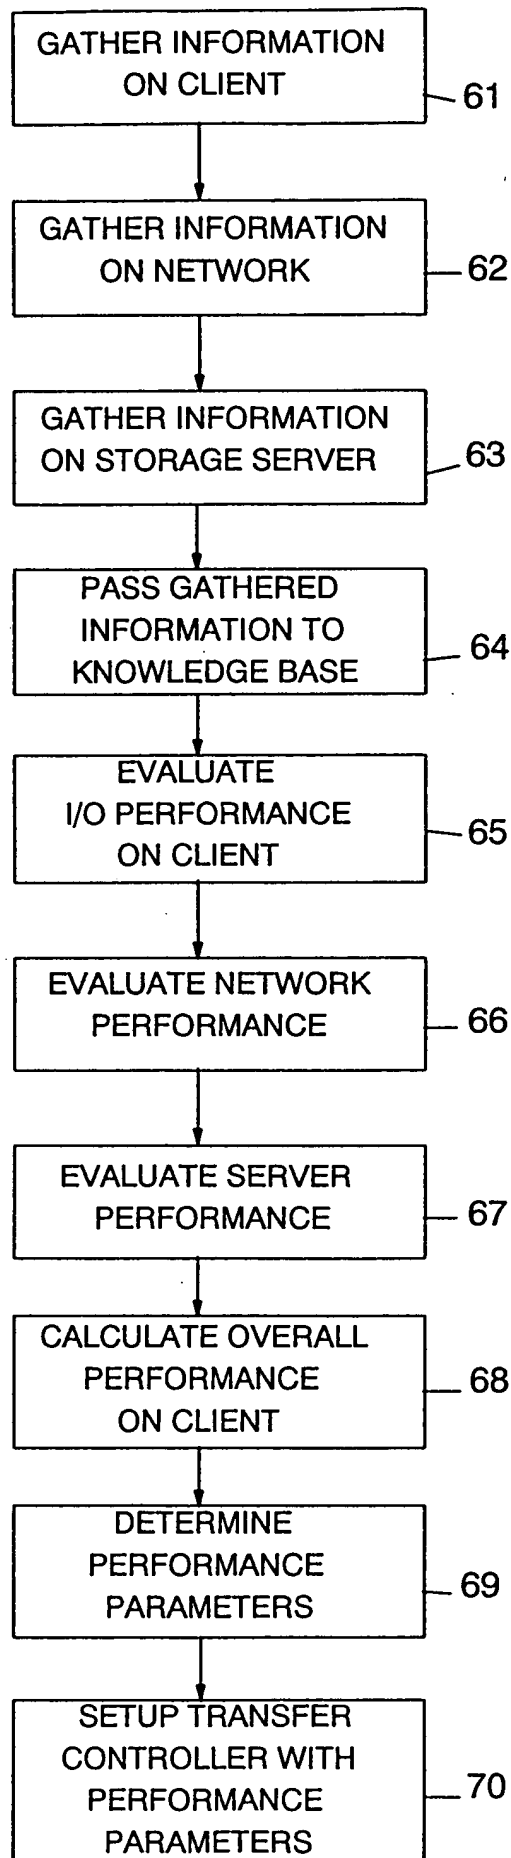 GATHER INFORMATION
ON CLIENT
61
GATHER INFORMATION
ON NETWORK
62
GATHER INFORMATION
ON STORAGE SERVER
63
PASS GATHERED
INFORMATION TO
KNOWLEDGE BASE
64
EVALUATE
I/O PERFORMANCE
ON CLIENT
65
EVALUATE NETWORK
PERFORMANCE
66
EVALUATE SERVER
PERFORMANCE
67
CALCULATE OVERALL
PERFORMANCE
ON CLIENT
68
DETERMINE
PERFORMANCE
PARAMETERS
69
SETUP TRANSFER
CONTROLLER WITH
PERFORMANCE
PARAMETERS
70